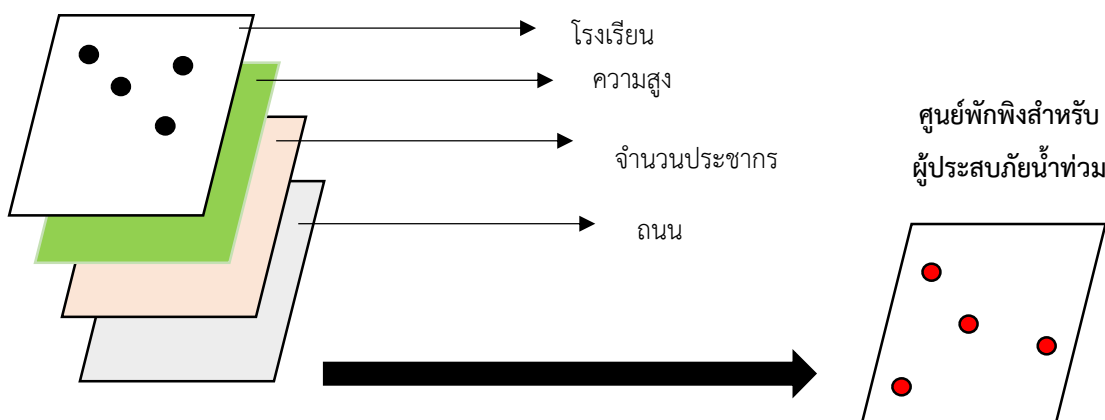 โรงเรียน
ความสูง
จำนวนประชากร
ถนน
ศูนย์พักพิงสำหรับ
ผู้ประสบภัยน้ำท่วม